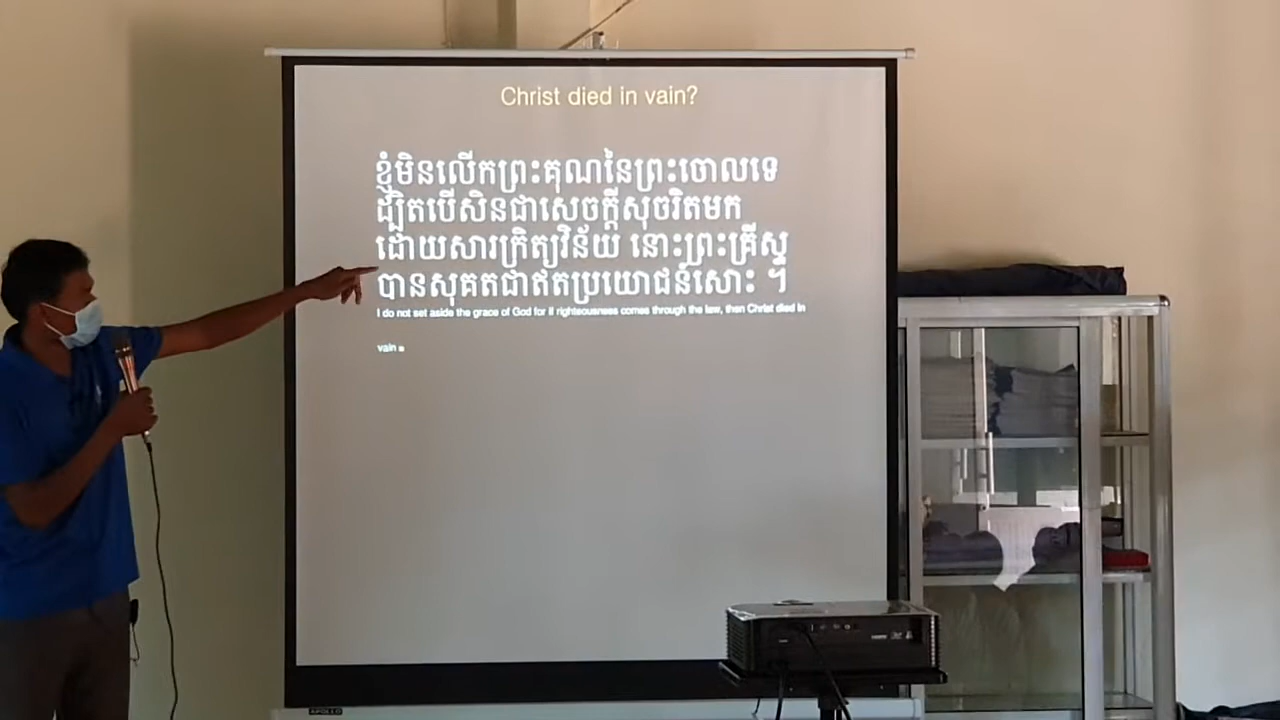 Christ died in vain?
ខ្ញុំមិនលើកព្រះគុណនៃព្រះចោលទេ
ដ្បិតបើសិនជាសេចក្ដីសុចរិតមក
ដោយសារក្រិត្យវិន័យ នោះព្រះគ្រីស្ទ
បានសុគតជាឥតប្រយោជន៍សោះ ។
I do not set aside the grace of God for if righteousness comes through the law, then Christ died in
vain
APOLLO